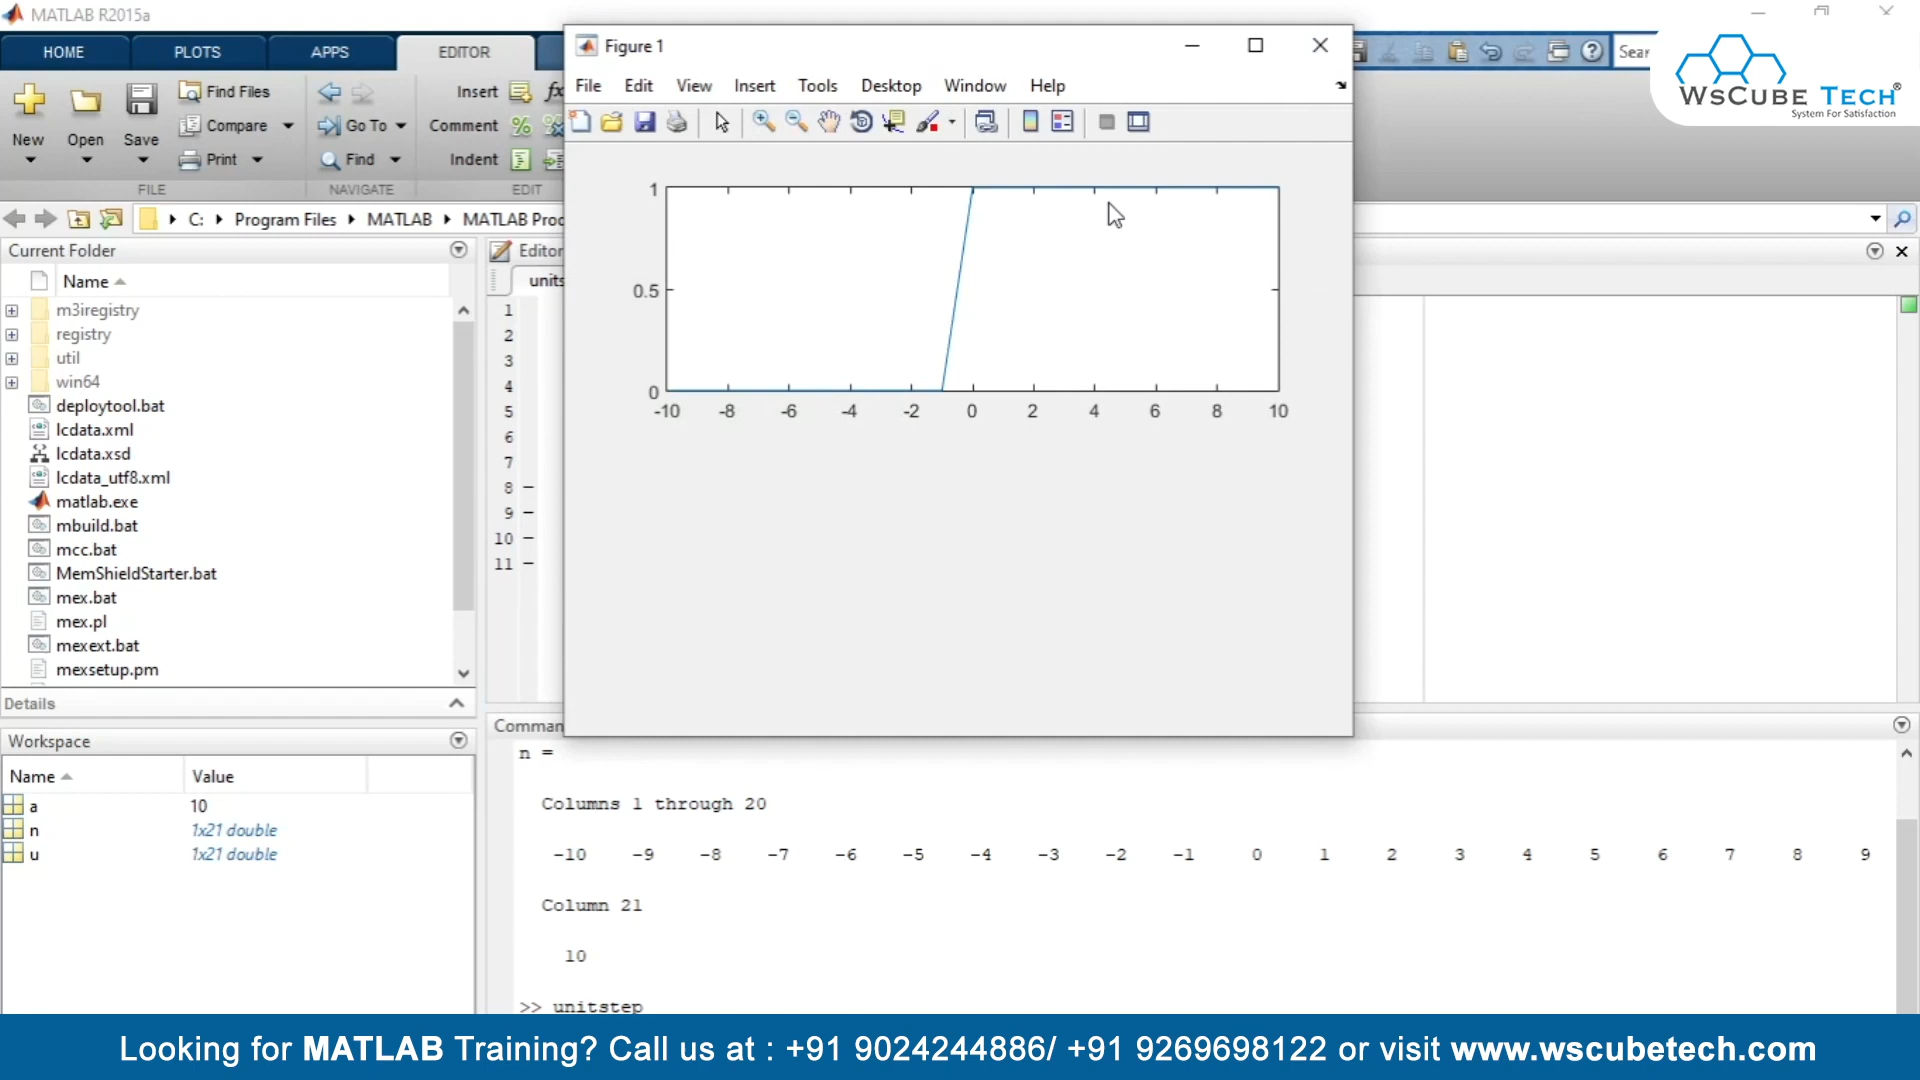 MATLAB R2015a
HOME PLOTS APPS EDITOR
Sear
WsCube Tech®
System For Satisfaction
New Open Save
Find Files
Compare
Print
FILE
Go To
Find
NAVIGATE
Insert fx
Comment
Indent
EDIT
C: Program Files MATLAB MATLAB Prod
Figure 1
File Edit View Insert Tools Desktop Window Help
1
0.5
0
-10 -8 -6 -4 -2 0 2 4 6 8 10
Current Folder
Name
m3iregistry
registry
util
win64
deploytool.bat
lcdata.xml
lcdata.xsd
lcdata_utf8.xml
matlab.exe
mbuild.bat
mcc.bat
MemShieldStarter.bat
mex.bat
mex.pl
mexext.bat
mexsetup.pm
Details
Workspace
Name Value
a 10
n 1x21 double
u 1x21 double
Editor
units
1
2
3
4
5
6
7
8 –
9 –
10 –
11 –
Comman
n =
Columns 1 through 20
-10 -9 -8 -7 -6 -5 -4 -3 -2 -1 0 1 2 3 4 5 6 7 8 9
Column 21
10
>> unitstep
Looking for MATLAB Training? Call us at : +91 9024244886/ +91 9269698122 or visit www.wscubetech.com